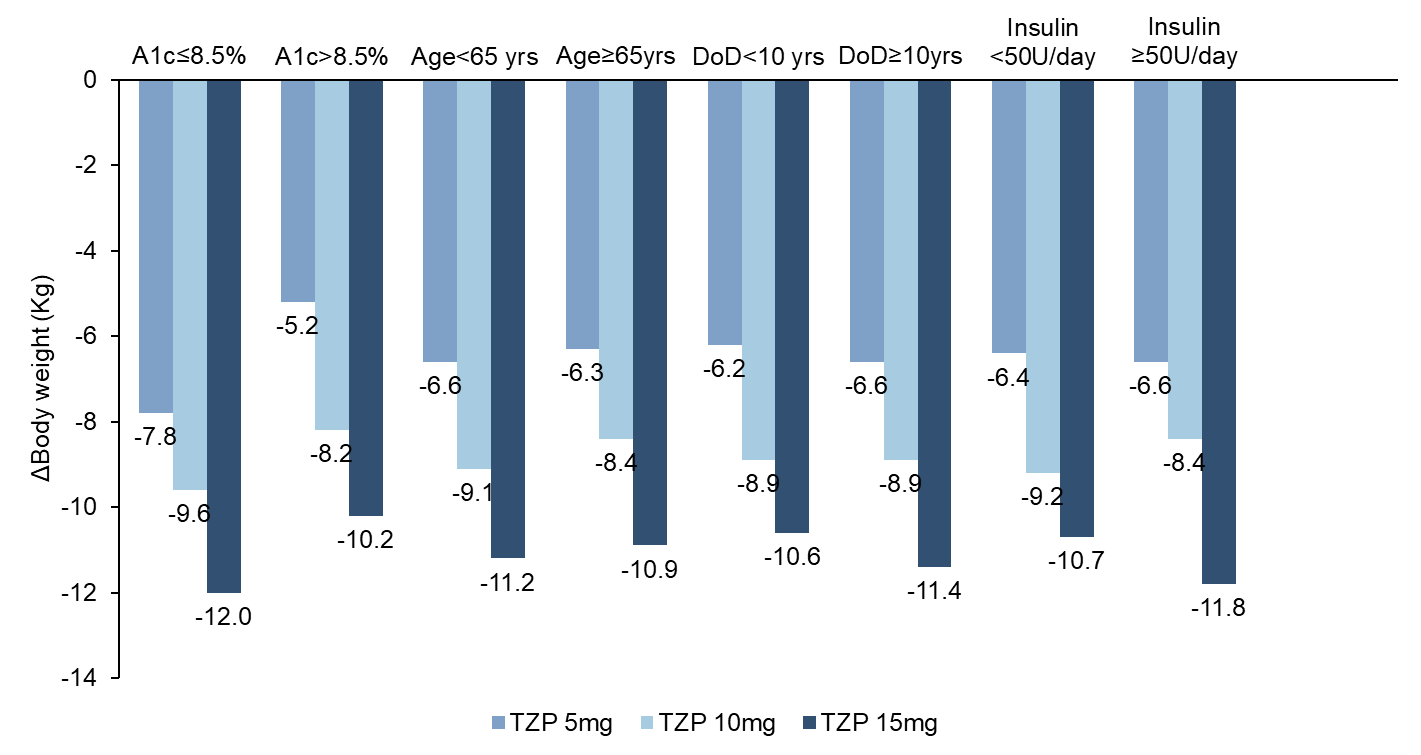 A1c≤8.5%
A1c>8.5%
Age<65 yrs
Age≥65yrs
DoD<10 yrs
DoD≥10yrs
Insulin
<50U/day
Insulin
≥50U/day
0
-2
-4
-6
-8
-10
-12
-14
ΔBody weight (Kg)
-7.8
-9.6
-12.0
-5.2
-8.2
-10.2
-6.6
-9.1
-11.2
-6.3
-8.4
-10.9
-6.2
-8.9
-10.6
-6.6
-8.9
-11.4
-6.4
-9.2
-10.7
-6.6
-8.4
-11.8
TZP 5mg
TZP 10mg
TZP 15mg